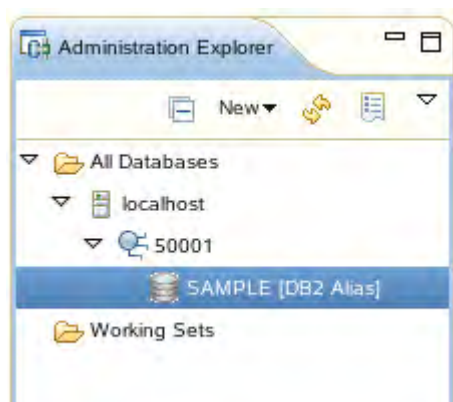 Administration Explorer
New
All Databases
localhost
50001
SAMPLE [DB2 Alias]
Working Sets